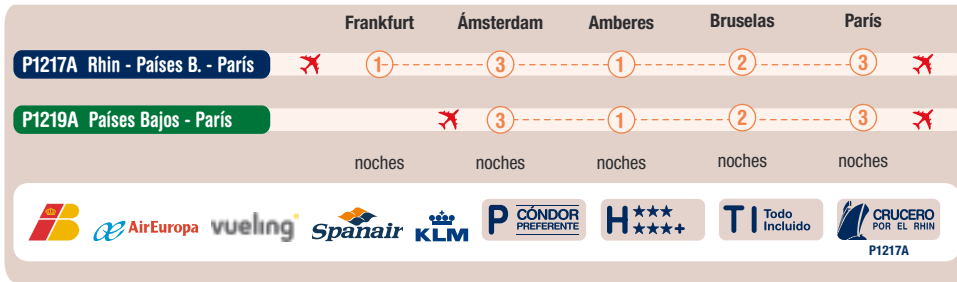 Frankfurt Ámsterdam Amberes Bruselas París
P1217A Rhin - Países B. - París 1 3 1 2 3
P1219A Países Bajos - París 3 1 2 3
noches noches noches noches noches
IB AirEuropa vueling Spanair KLM P CÓNDOR PREFERENTE H★★★ ★★★+ TI Todo Incluido CRUCERO POR EL RHIN
P1217A